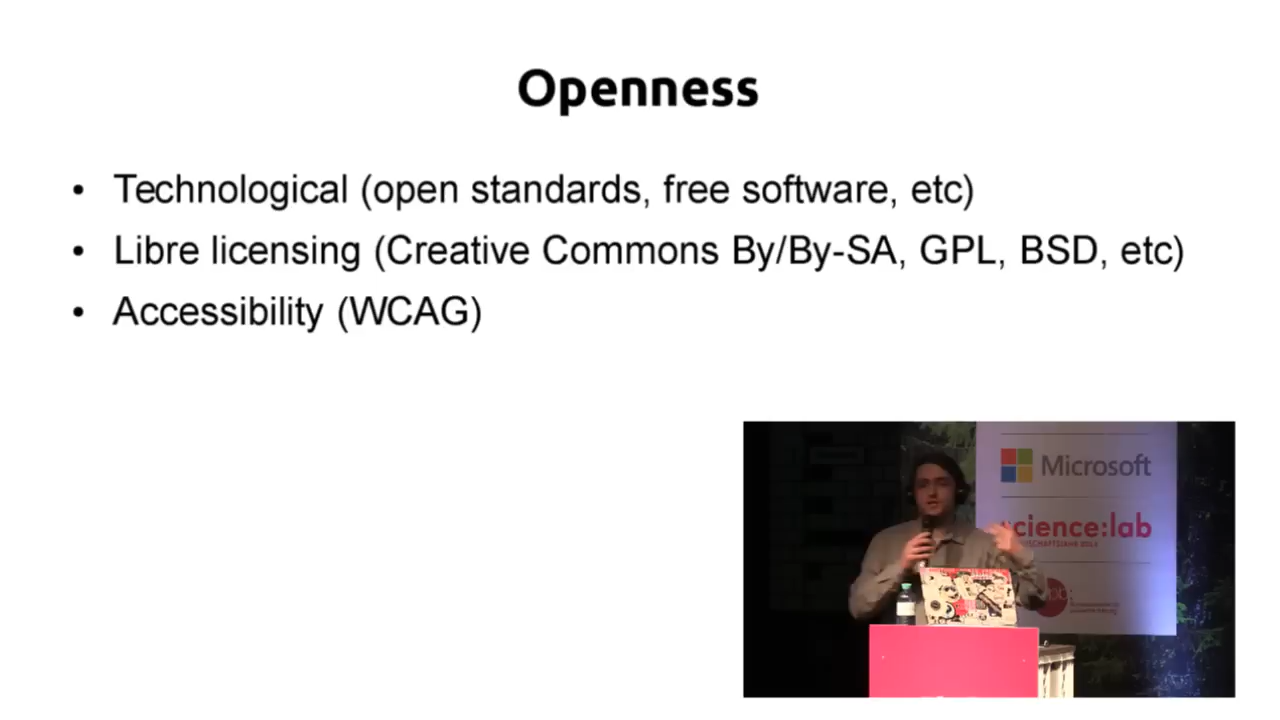 Openness
• Technological (open standards, free software, etc)
• Libre licensing (Creative Commons By/By-SA, GPL, BSD, etc)
• Accessibility (WCAG)
Microsoft
cience:lab